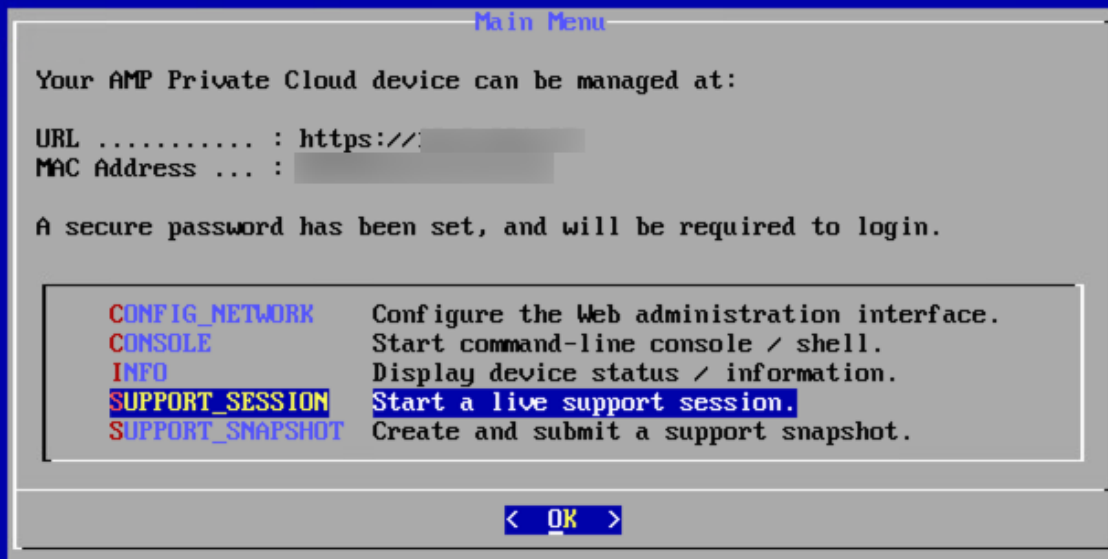 Main Menu
Your AMP Private Cloud device can be managed at:
URL ........... : https://
MAC Address ... :
A secure password has been set, and will be required to login.
CONFIG_NETWORK Configure the Web administration interface.
CONSOLE Start command-line console / shell.
INFO Display device status / information.
SUPPORT_SESSION Start a live support session.
SUPPORT_SNAPSHOT Create and submit a support snapshot.
< OK >